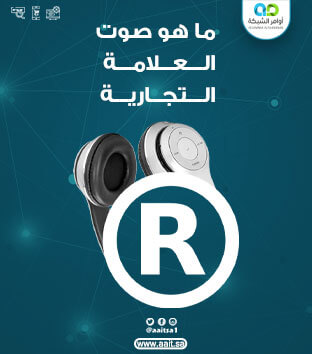 أوامر الشبكة
ما هو صوت
العلامة
التجارية
R
@aaitsa1
www.aait.sa